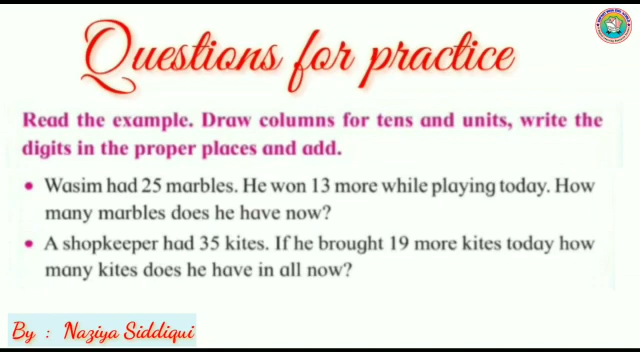 Questions for practice
Read the example. Draw columns for tens and units, write the
digits in the proper places and add.
• Wasim had 25 marbles. He won 13 more while playing today. How
many marbles does he have now?
• A shopkeeper had 35 kites. If he brought 19 more kites today how
many kites does he have in all now?
By : Naziya Siddiqui